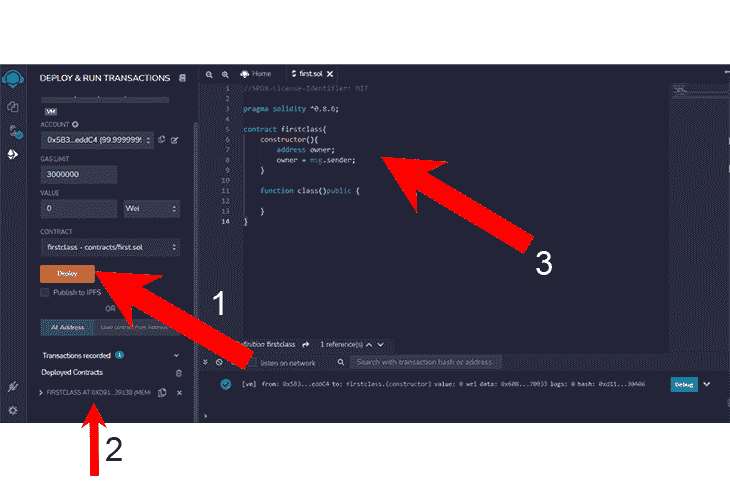 DEPLOY & RUN TRANSACTIONS
VM
ACCOUNT
0x5B3...eddC4 (99.9999999
GAS LIMIT
3000000
VALUE
0 Wei
CONTRACT
firstclass - contracts/first.sol
Deploy
Publish to IPFS
OR
At Address Load contract from Address
Transactions recorded 1
Deployed Contracts
FIRSTCLASS AT 0XD91...39138 (MEM
Home first.sol
1 //SPDX-License-Identifier: MIT
2
3 pragma solidity ^0.8.6;
4
5 contract firstclass{
6 constructor(){
7 address owner;
8 owner = msg.sender;
9 }
10
11 function class()public {
12
13 }
14 }
1
2
3
firstclass 1 reference(s)
listen on network Search with transaction hash or address
[vm] from: 0x5B3...eddC4 to: firstclass.(constructor) value: 0 wei data: 0x608...70033 logs: 0 hash: 0xd11...30406 Debug
>